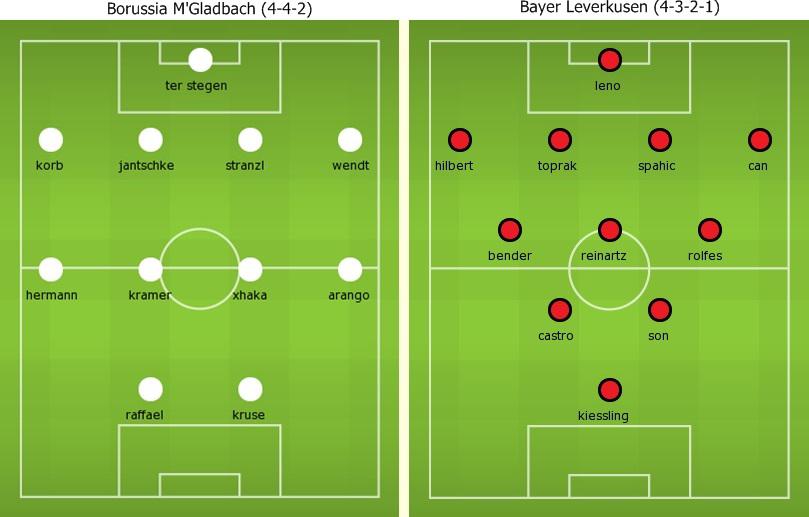 Borussia M'Gladbach (4-4-2)
ter stegen
korb jantschke stranzl wendt
hermann kramer xhaka arango
raffael kruse
Bayer Leverkusen (4-3-2-1)
leno
hilbert toprak spahic can
bender reinartz rolfes
castro son
kiessling